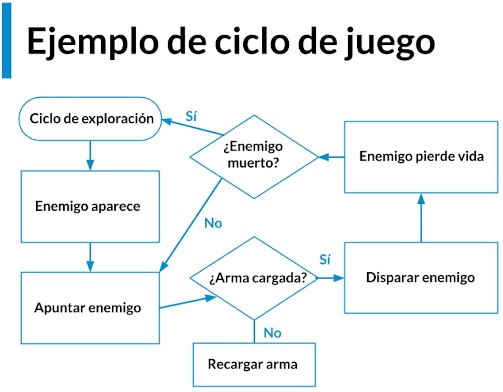 Ejemplo de ciclo de juego
Ciclo de exploración
Sí
¿Enemigo
muerto?
Enemigo pierde vida
Enemigo aparece
No
Apuntar enemigo
¿Arma cargada?
Sí
Disparar enemigo
No
Recargar arma